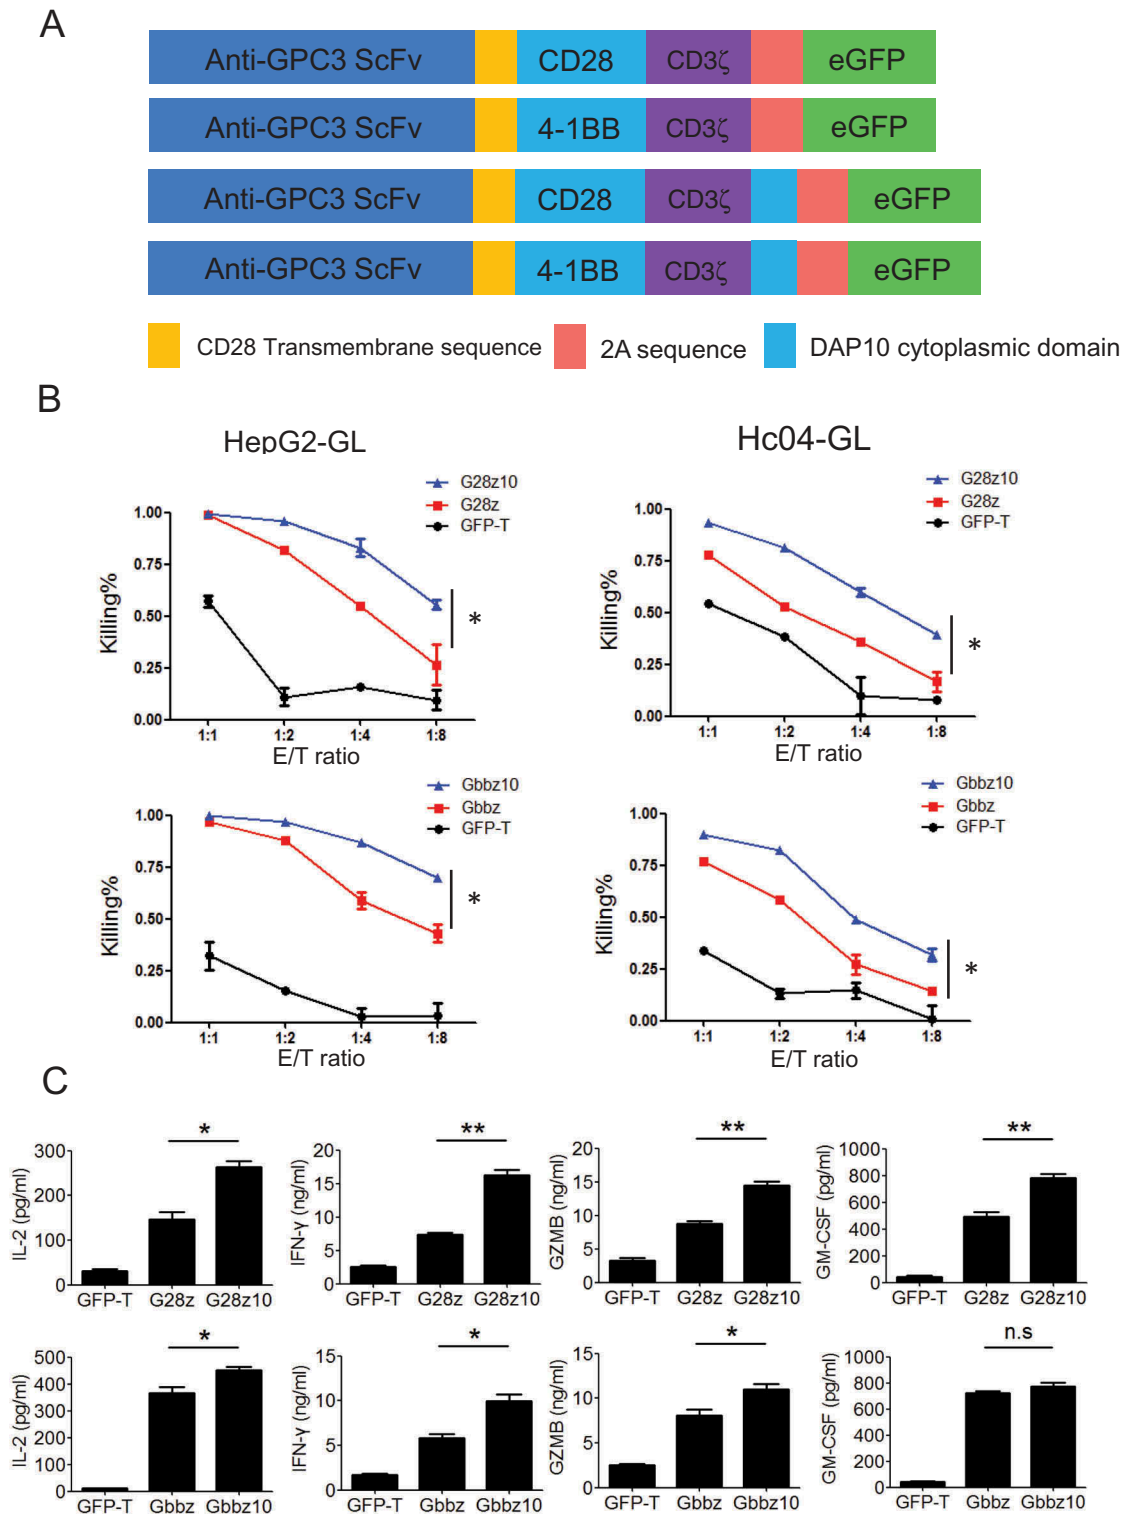 A
Anti-GPC3 ScFv CD28 CD3ζ eGFP
Anti-GPC3 ScFv 4-1BB CD3ζ eGFP
Anti-GPC3 ScFv CD28 CD3ζ eGFP
Anti-GPC3 ScFv 4-1BB CD3ζ eGFP
CD28 Transmembrane sequence 2A sequence DAP10 cytoplasmic domain
B
HepG2-GL
G28z10
G28z
GFP-T
Killing%
1.00
0.75
0.50
0.25
0.00
*
1:1 1:2 1:4 1:8
E/T ratio
Hc04-GL
G28z10
G28z
GFP-T
Killing%
1.00
0.75
0.50
0.25
0.00
*
1:1 1:2 1:4 1:8
E/T ratio
Gbbz10
Gbbz
GFP-T
Killing%
1.00
0.75
0.50
0.25
0.00
*
1:1 1:2 1:4 1:8
E/T ratio
Gbbz10
Gbbz
GFP-T
Killing%
1.00
0.75
0.50
0.25
0.00
*
1:1 1:2 1:4 1:8
E/T ratio
C
*
IL-2 (pg/ml)
300
200
100
0
GFP-T G28z G28z10
**
IFN-γ (ng/ml)
20
15
10
5
0
GFP-T G28z G28z10
**
GZMB (ng/ml)
20
15
10
5
0
GFP-T G28z G28z10
**
GM-CSF (pg/ml)
1000
800
600
400
200
0
GFP-T G28z G28z10
*
IL-2 (pg/ml)
500
400
300
200
100
0
GFP-T Gbbz Gbbz10
*
IFN-γ (ng/ml)
15
10
5
0
GFP-T Gbbz Gbbz10
*
GZMB (ng/ml)
15
10
5
0
GFP-T Gbbz Gbbz10
n.s
GM-CSF (pg/ml)
1000
800
600
400
200
0
GFP-T Gbbz Gbbz10